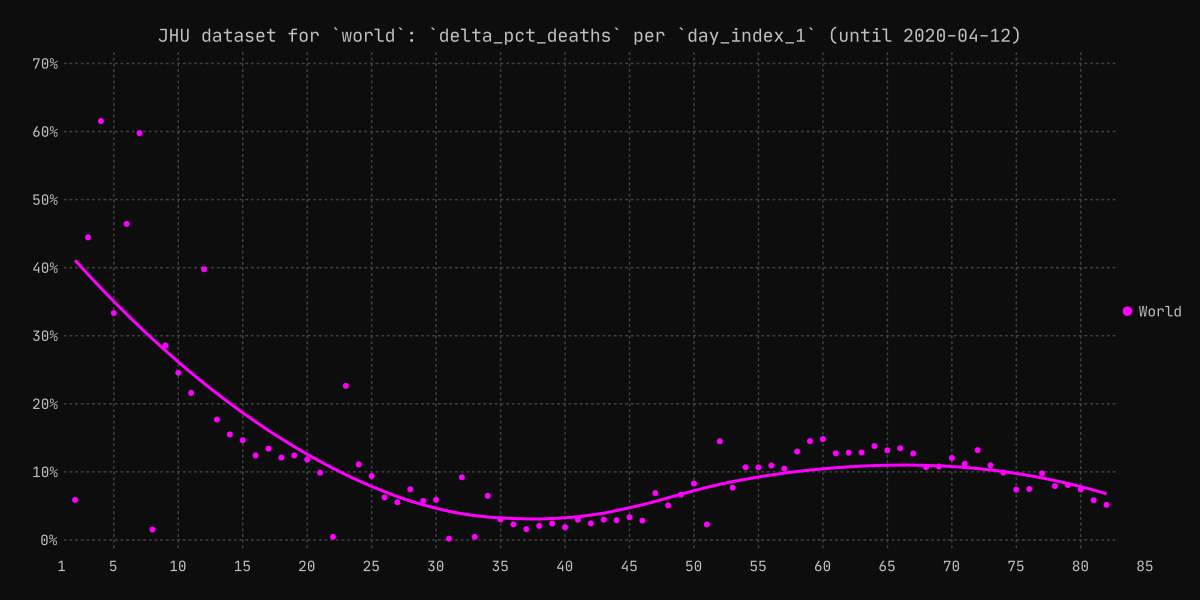 JHU dataset for `world`: `delta_pct_deaths` per `day_index_1` (until 2020-04-12)
70%
60%
50%
40%
30%
20%
10%
0%
World
1 5 10 15 20 25 30 35 40 45 50 55 60 65 70 75 80 85